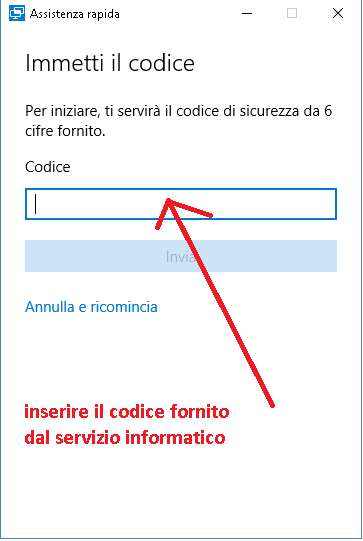 Assistenza rapida
Immetti il codice
Per iniziare, ti servirà il codice di sicurezza da 6
cifre fornito.
Codice
Invia
Annulla e ricomincia
inserire il codice fornito
dal servizio informatico